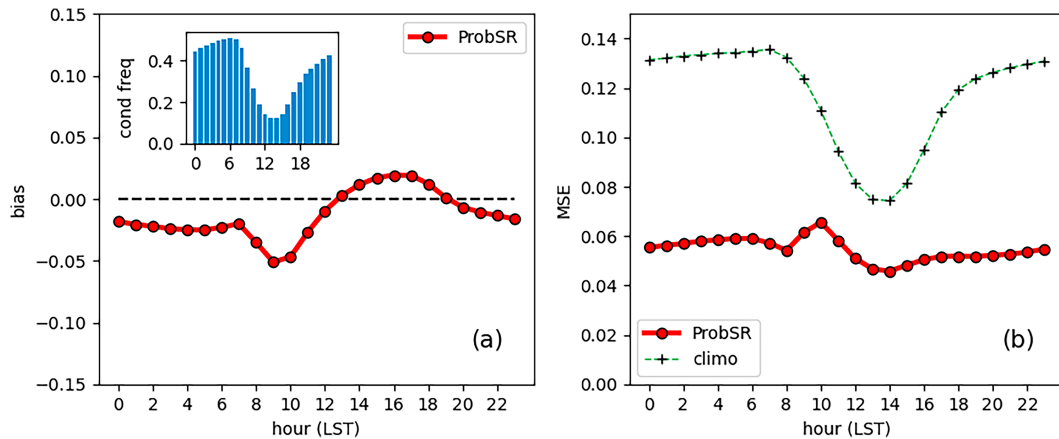 0.15
0.10
0.05
0.00
−0.05
−0.10
−0.15
bias
0.4
0.2
0.0
cond freq
0 6 12 18
ProbSR
(a)
0 2 4 6 8 10 12 14 16 18 20 22
hour (LST)
0.14
0.12
0.10
0.08
0.06
0.04
0.02
0.00
MSE
ProbSR
climo
(b)
0 2 4 6 8 10 12 14 16 18 20 22
hour (LST)